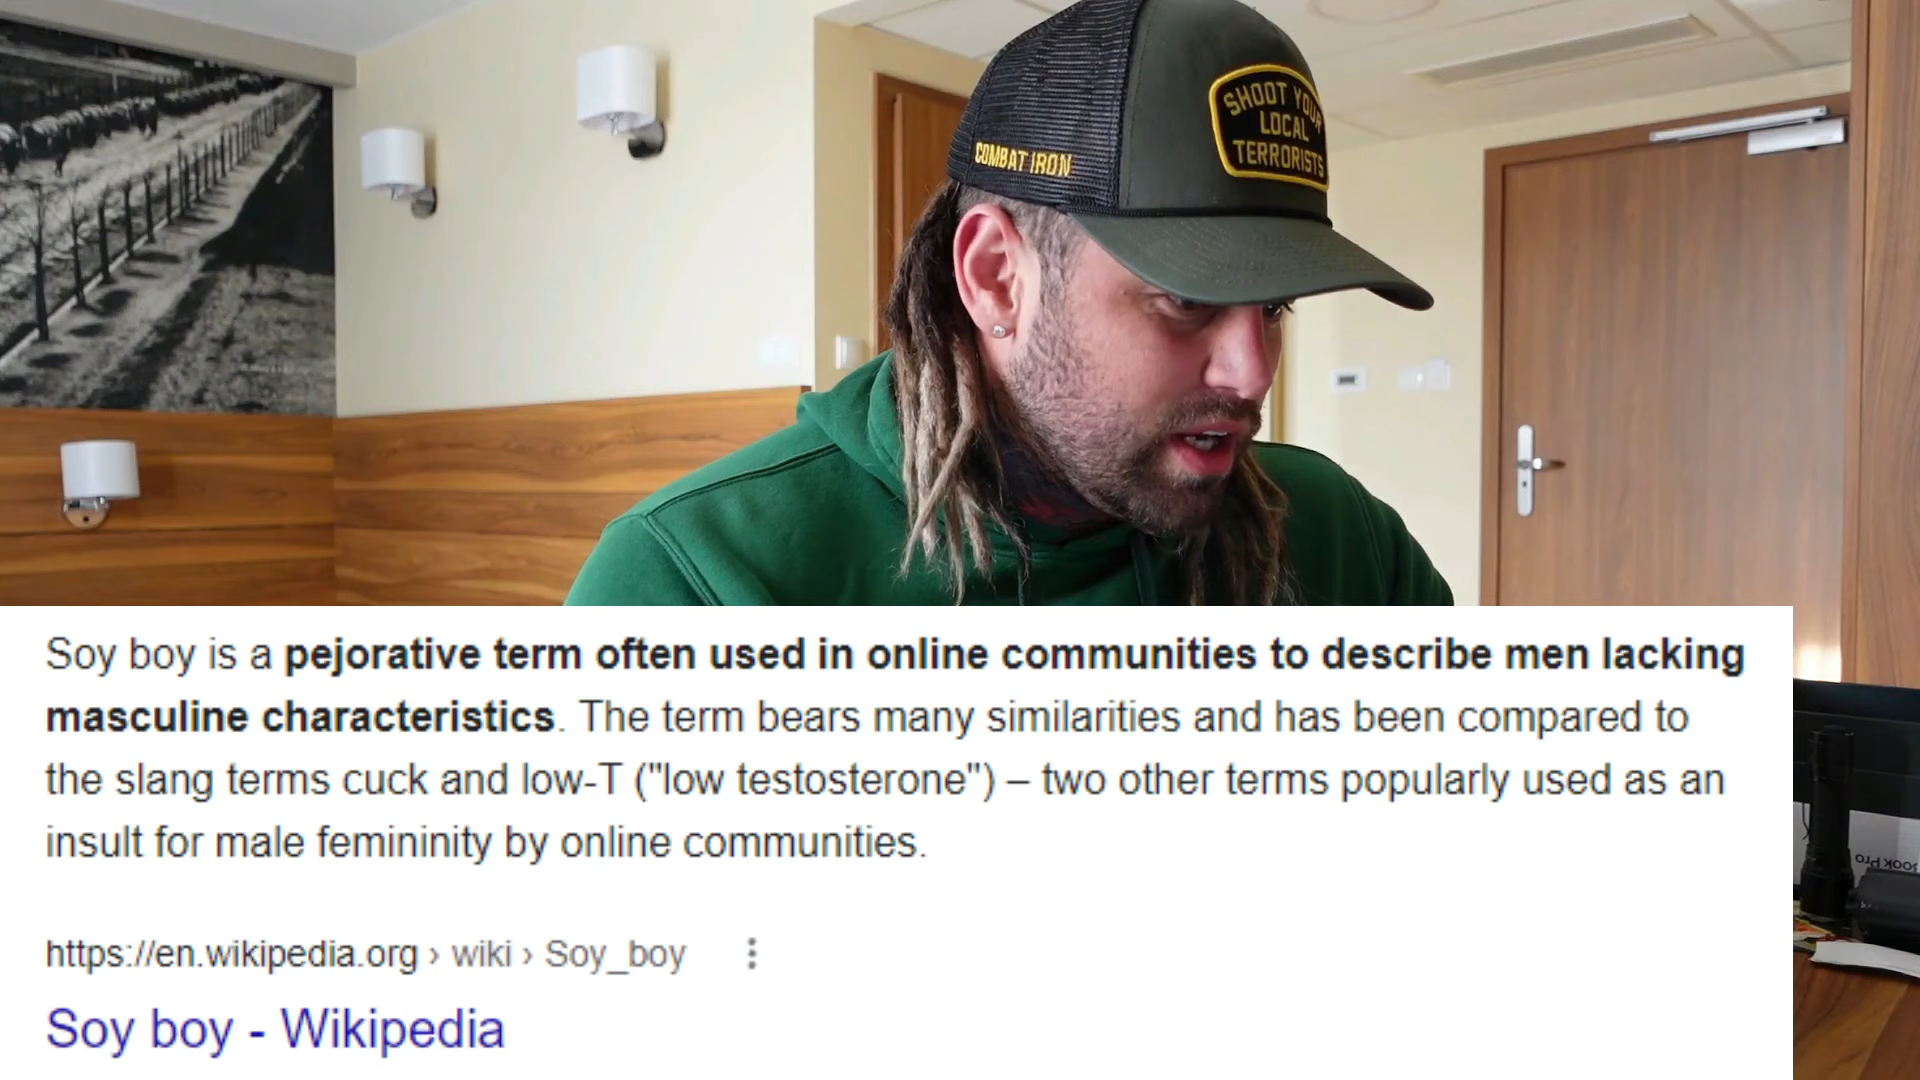 SHOOT YOUR
LOCAL
TERRORISTS
COMBAT IRON
Soy boy is a pejorative term often used in online communities to describe men lacking
masculine characteristics. The term bears many similarities and has been compared to
the slang terms cuck and low-T ("low testosterone") – two other terms popularly used as an
insult for male femininity by online communities.
https://en.wikipedia.org › wiki › Soy_boy
Soy boy - Wikipedia
ook Pro